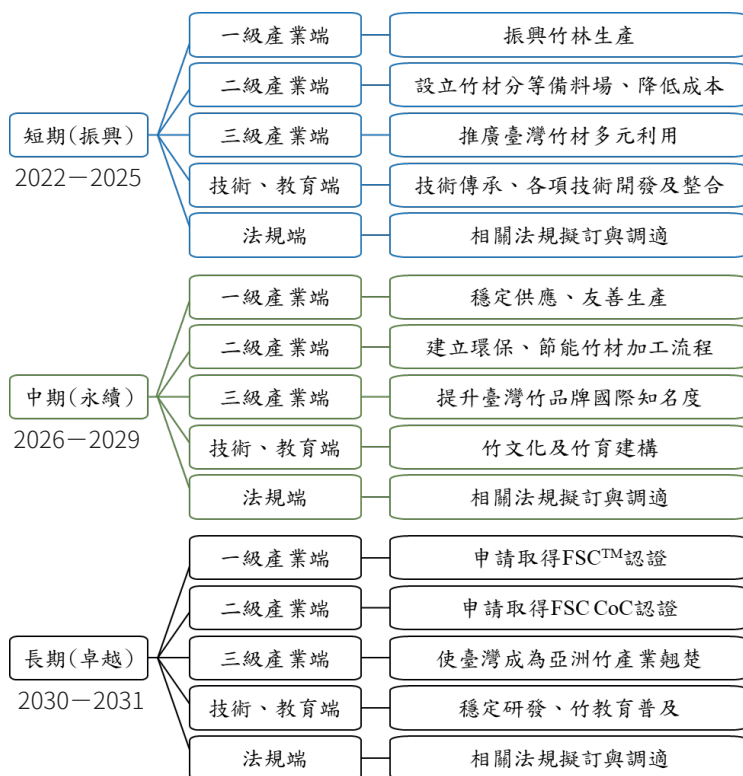 一級產業端 振興竹林生產
二級產業端 設立竹材分等備料場、降低成本
短期(振興) 三級產業端 推廣臺灣竹材多元利用
2022－2025
技術、教育端 技術傳承、各項技術開發及整合
法規端 相關法規擬訂與調適
一級產業端 穩定供應、友善生產
二級產業端 建立環保、節能竹材加工流程
中期(永續) 三級產業端 提升臺灣竹品牌國際知名度
2026－2029
技術、教育端 竹文化及竹育建構
法規端 相關法規擬訂與調適
一級產業端 申請取得FSC™認證
二級產業端 申請取得FSC CoC認證
長期(卓越) 三級產業端 使臺灣成為亞洲竹產業翹楚
2030－2031
技術、教育端 穩定研發、竹教育普及
法規端 相關法規擬訂與調適